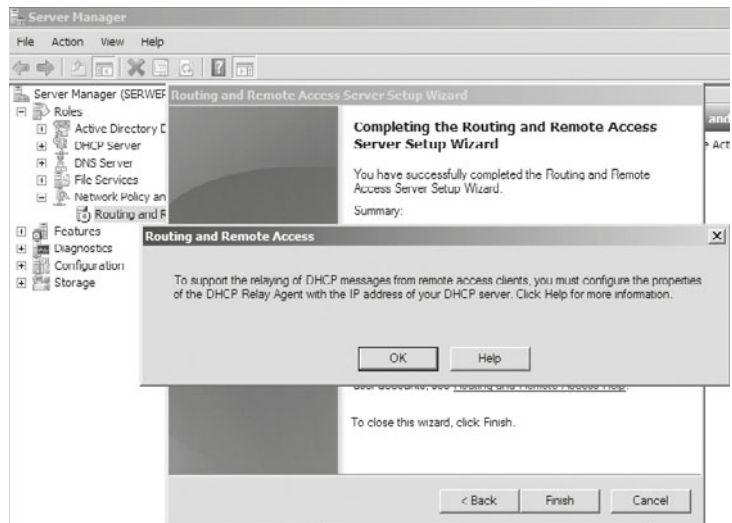 Server Manager
File Action View Help
Server Manager (SERWER
Roles
Active Directory D
DHCP Server
DNS Server
File Services
Network Policy an
Routing and R
Features
Diagnostics
Configuration
Storage
Routing and Remote Access Server Setup Wizard
Completing the Routing and Remote Access
Server Setup Wizard
You have successfully completed the Routing and Remote
Access Server Setup Wizard.
Summary:
and
Act
Routing and Remote Access
To support the relaying of DHCP messages from remote access clients, you must configure the properties
of the DHCP Relay Agent with the IP address of your DHCP server. Click Help for more information.
OK Help
To close this wizard, click Finish.
< Back Finish Cancel